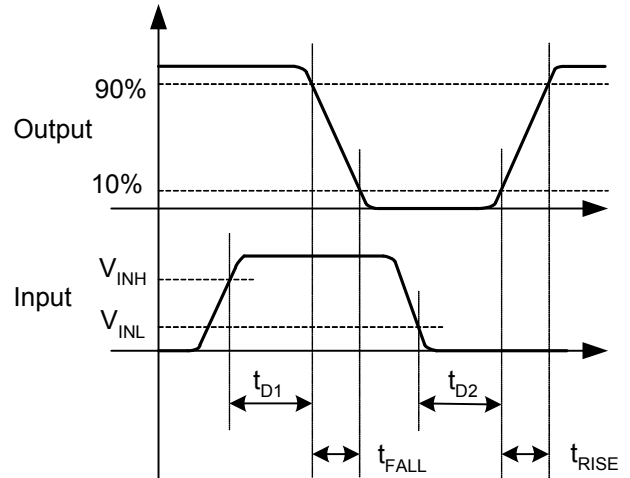 90%
Output
10%
V_INH
Input
V_INL
t_D1
t_D2
t_FALL
t_RISE